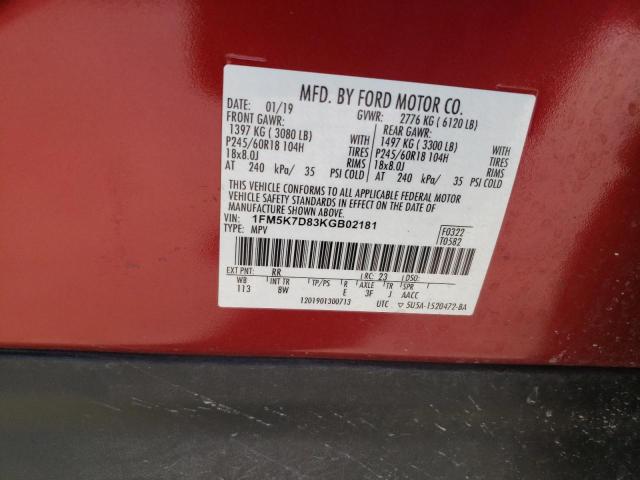 MFD. BY FORD MOTOR CO.
DATE: 01/19 GVWR: 2776 KG ( 6120 LB)
FRONT GAWR: REAR GAWR:
1397 KG ( 3080 LB) WITH 1497 KG ( 3300 LB) WITH
P245/60R18 104H TIRES P245/60R18 104H TIRES
18x8.0J RIMS 18x8.0J RIMS
AT 240 kPa/ 35 PSI COLD AT 240 kPa/ 35 PSI COLD
THIS VEHICLE CONFORMS TO ALL APPLICABLE FEDERAL MOTOR
VEHICLE SAFETY STANDARDS IN EFFECT ON THE DATE OF
MANUFACTURE SHOWN ABOVE.
VIN: 1FM5K7D83KGB02181 F0322
TYPE: MPV T0582
EXT PNT: RR RC: 23 DSO:
WB INT TR TP/PS R AXLE TR SPR
113 BW E 3F J AACC
1201901300713 UTC ▽ 5U5A-1520472-BA